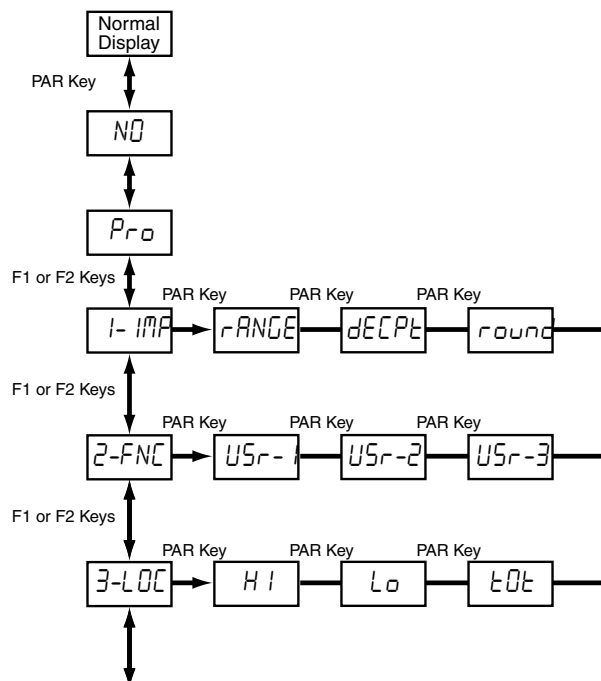 Normal
Display
PAR Key
NO
Pro
F1 or F2 Keys
PAR Key PAR Key PAR Key
1-IMP rANGE dECPt round
F1 or F2 Keys
PAR Key PAR Key PAR Key
2-FNC USr-1 USr-2 USr-3
F1 or F2 Keys
PAR Key PAR Key PAR Key
3-LOC HI Lo tOt